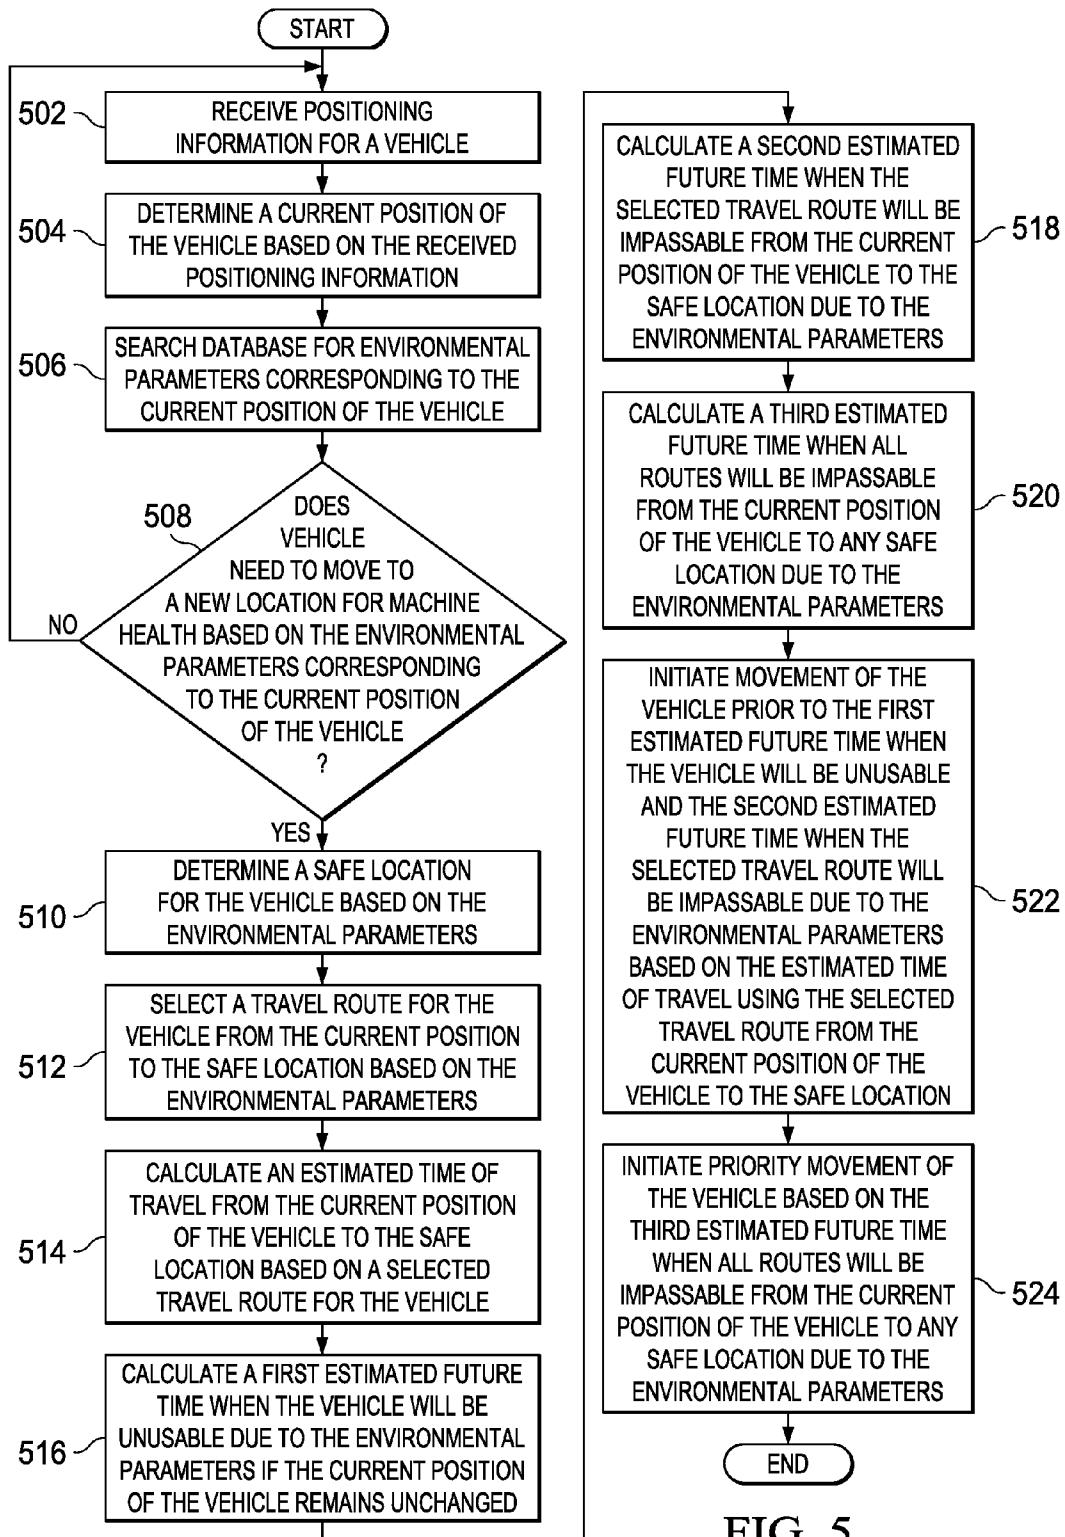 START
502
RECEIVE POSITIONING
INFORMATION FOR A VEHICLE
504
DETERMINE A CURRENT POSITION OF
THE VEHICLE BASED ON THE RECEIVED
POSITIONING INFORMATION
506
SEARCH DATABASE FOR ENVIRONMENTAL
PARAMETERS CORRESPONDING TO THE
CURRENT POSITION OF THE VEHICLE
508
DOES
VEHICLE
NEED TO MOVE TO
A NEW LOCATION FOR MACHINE
HEALTH BASED ON THE ENVIRONMENTAL
PARAMETERS CORRESPONDING
TO THE CURRENT POSITION
OF THE VEHICLE
?
NO
YES
510
DETERMINE A SAFE LOCATION
FOR THE VEHICLE BASED ON THE
ENVIRONMENTAL PARAMETERS
512
SELECT A TRAVEL ROUTE FOR THE
VEHICLE FROM THE CURRENT POSITION
TO THE SAFE LOCATION BASED ON THE
ENVIRONMENTAL PARAMETERS
514
CALCULATE AN ESTIMATED TIME OF
TRAVEL FROM THE CURRENT POSITION
OF THE VEHICLE TO THE SAFE
LOCATION BASED ON A SELECTED
TRAVEL ROUTE FOR THE VEHICLE
516
CALCULATE A FIRST ESTIMATED FUTURE
TIME WHEN THE VEHICLE WILL BE
UNUSABLE DUE TO THE ENVIRONMENTAL
PARAMETERS IF THE CURRENT POSITION
OF THE VEHICLE REMAINS UNCHANGED
CALCULATE A SECOND ESTIMATED
FUTURE TIME WHEN THE
SELECTED TRAVEL ROUTE WILL BE
IMPASSABLE FROM THE CURRENT
POSITION OF THE VEHICLE TO THE
SAFE LOCATION DUE TO THE
ENVIRONMENTAL PARAMETERS
518
CALCULATE A THIRD ESTIMATED
FUTURE TIME WHEN ALL
ROUTES WILL BE IMPASSABLE
FROM THE CURRENT POSITION
OF THE VEHICLE TO ANY SAFE
LOCATION DUE TO THE
ENVIRONMENTAL PARAMETERS
520
INITIATE MOVEMENT OF THE
VEHICLE PRIOR TO THE FIRST
ESTIMATED FUTURE TIME WHEN
THE VEHICLE WILL BE UNUSABLE
AND THE SECOND ESTIMATED
FUTURE TIME WHEN THE
SELECTED TRAVEL ROUTE WILL
BE IMPASSABLE DUE TO THE
ENVIRONMENTAL PARAMETERS
BASED ON THE ESTIMATED TIME
OF TRAVEL USING THE SELECTED
TRAVEL ROUTE FROM THE
CURRENT POSITION OF THE
VEHICLE TO THE SAFE LOCATION
522
INITIATE PRIORITY MOVEMENT OF
THE VEHICLE BASED ON THE
THIRD ESTIMATED FUTURE TIME
WHEN ALL ROUTES WILL BE
IMPASSABLE FROM THE CURRENT
POSITION OF THE VEHICLE TO ANY
SAFE LOCATION DUE TO THE
ENVIRONMENTAL PARAMETERS
524
END
FIG. 5